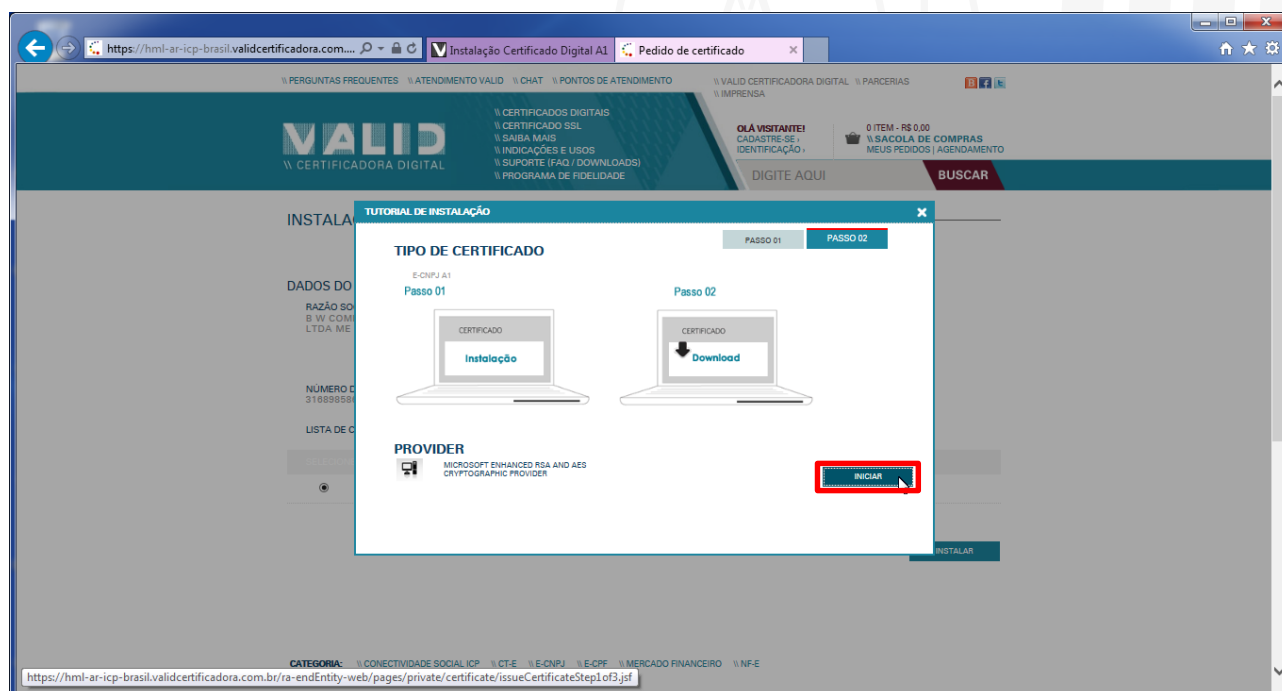 https://hml-ar-icp-brasil.validcertificadora.com....
Instalação Certificado Digital A1
Pedido de certificado
\\ PERGUNTAS FREQUENTES \\ ATENDIMENTO VALID \\ CHAT \\ PONTOS DE ATENDIMENTO
\\ VALID CERTIFICADORA DIGITAL \\ PARCERIAS
\\ IMPRENSA
VALID
\\ CERTIFICADORA DIGITAL
\\ CERTIFICADOS DIGITAIS
\\ CERTIFICADO SSL
\\ SAIBA MAIS
\\ INDICAÇÕES E USOS
\\ SUPORTE (FAQ / DOWNLOADS)
\\ PROGRAMA DE FIDELIDADE
OLÁ VISITANTE!
CADASTRE-SE ›
IDENTIFICAÇÃO ›
0 ITEM - R$ 0,00
\\ SACOLA DE COMPRAS
MEUS PEDIDOS | AGENDAMENTO
DIGITE AQUI
BUSCAR
INSTALA
TUTORIAL DE INSTALAÇÃO
PASSO 01
PASSO 02
TIPO DE CERTIFICADO
E-CNPJ A1
Passo 01
Passo 02
CERTIFICADO
Instalação
CERTIFICADO
Download
DADOS DO
RAZÃO SO
B W COM
LTDA ME
NÚMERO D
31689858
LISTA DE C
PROVIDER
MICROSOFT ENHANCED RSA AND AES
CRYPTOGRAPHIC PROVIDER
INICIAR
INSTALAR
CATEGORIA: \\ CONECTIVIDADE SOCIAL ICP \\ CT-E \\ E-CNPJ \\ E-CPF \\ MERCADO FINANCEIRO \\ NF-E
https://hml-ar-icp-brasil.validcertificadora.com.br/ra-endEntity-web/pages/private/certificate/issueCertificateStep1of3.jsf